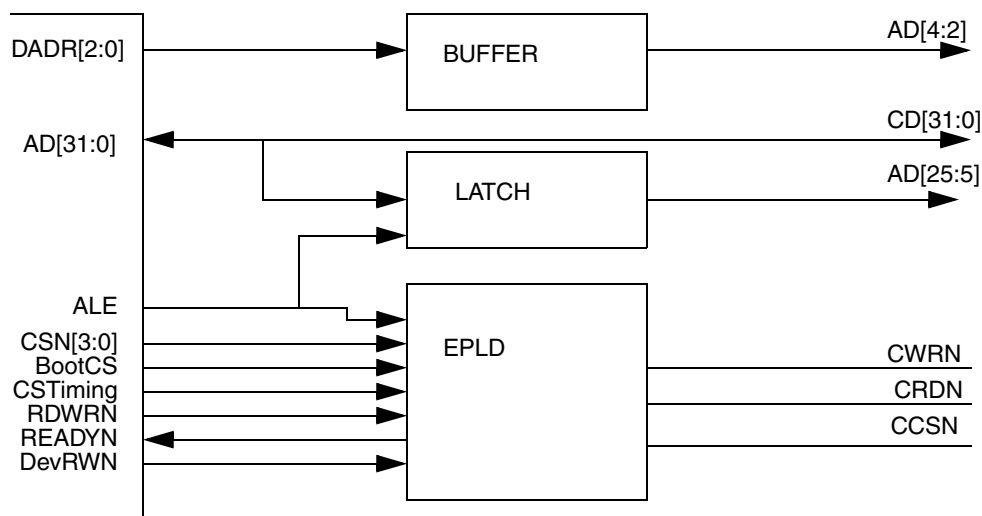 DADR[2:0]
BUFFER
AD[4:2]
AD[31:0]
CD[31:0]
LATCH
AD[25:5]
ALE
CSN[3:0]
EPLD
BootCS
CWRN
CSTiming
CRDN
RDWRN
READYN
CCSN
DevRWN